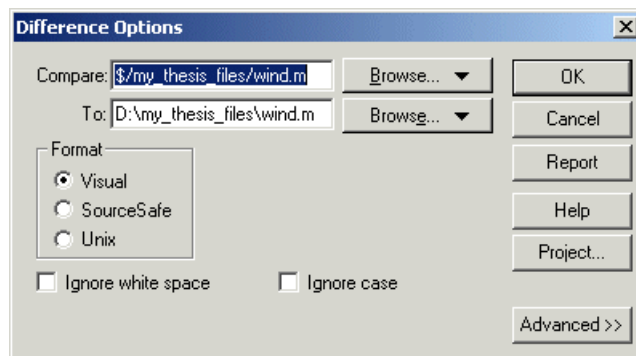 Difference Options
Compare: $/my_thesis_files/wind.m Browse... OK
To: D:\my_thesis_files\wind.m Browse... Cancel
Format
Visual Report
SourceSafe Help
Unix Project...
Ignore white space Ignore case
Advanced >>